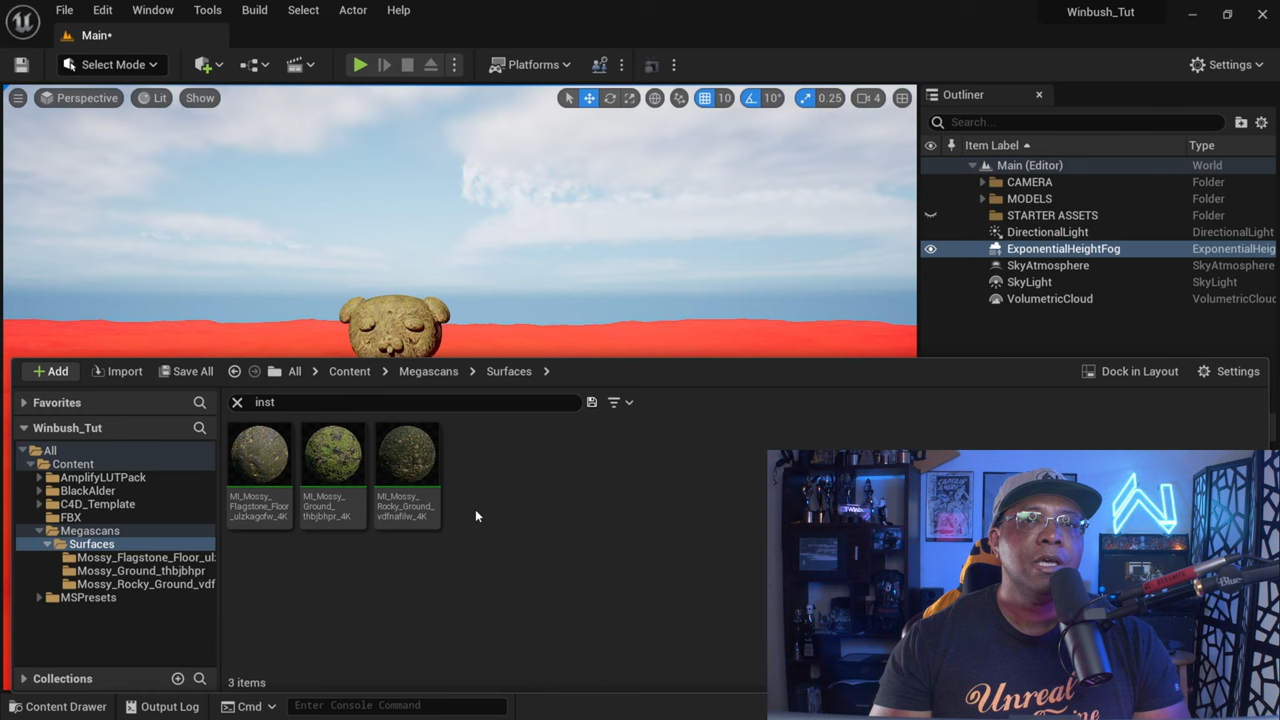 File Edit Window Tools Build Select Actor Help
Winbush_Tut
Main*
Select Mode
Platforms
Settings
Perspective
Lit
Show
10
10°
0.25
4
Outliner
Search...
Item Label
Type
Main (Editor) World
CAMERA Folder
MODELS Folder
STARTER ASSETS Folder
DirectionalLight DirectionalLight
ExponentialHeightFog ExponentialHeig
SkyAtmosphere SkyAtmosphere
SkyLight SkyLight
VolumetricCloud VolumetricCloud
Add
Import
Save All
All
Content
Megascans
Surfaces
Dock in Layout
Settings
Favorites
inst
Winbush_Tut
All
Content
AmplifyLUTPack
BlackAlder
C4D_Template
FBX
Megascans
Surfaces
Mossy_Flagstone_Floor_ul
Mossy_Ground_thbjbhpr
Mossy_Rocky_Ground_vdf
MSPresets
MI_Mossy_
Flagstone_Floor
_ulzkagofw_4K
MI_Mossy_
Ground_
thbjbhpr_4K
MI_Mossy_
Rocky_Ground_
vdfnafilw_4K
Collections
3 items
Content Drawer
Output Log
Cmd
Enter Console Command
CAPTAIN
Winbush
Blue
Unreal